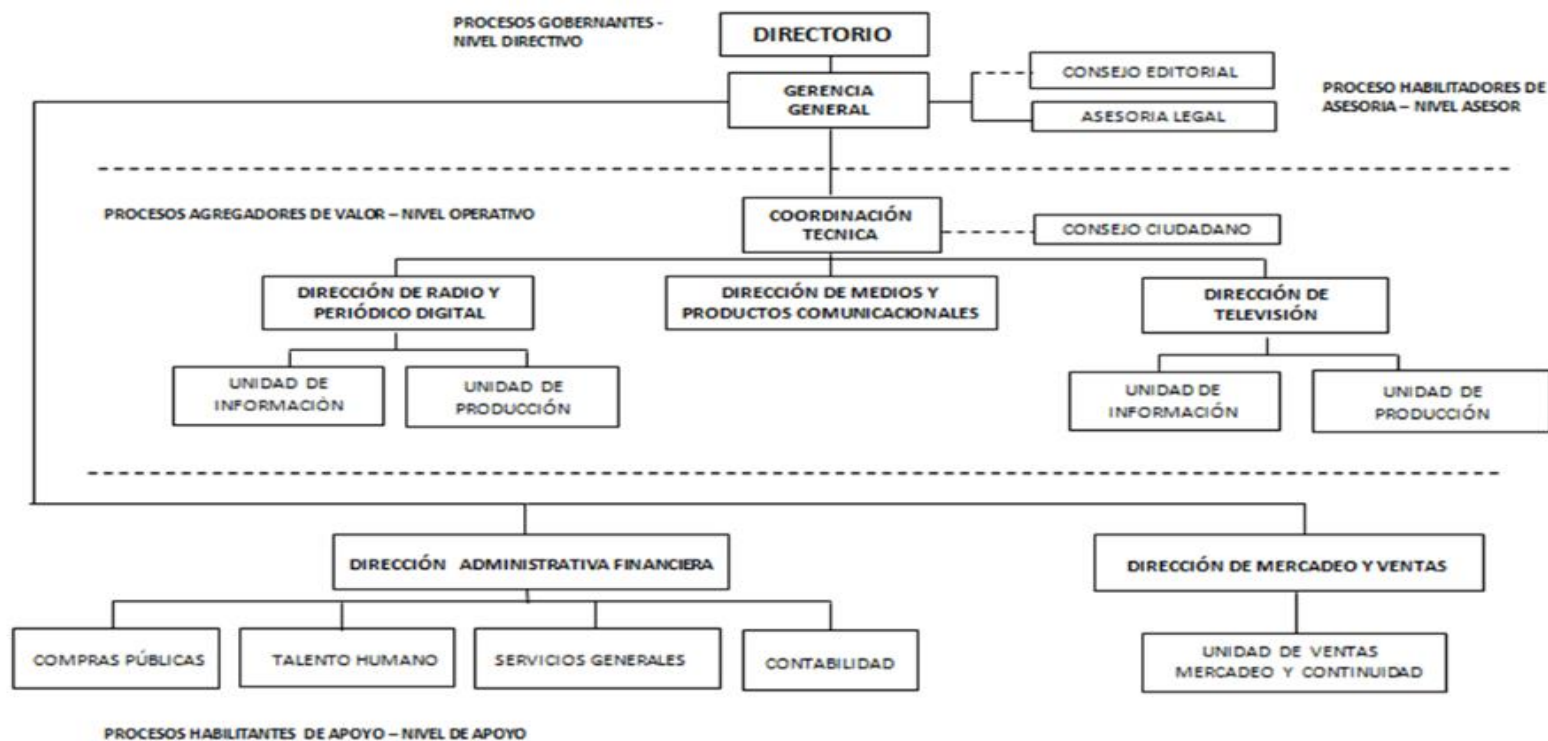 PROCESOS GOBERNANTES -
NIVEL DIRECTIVO
DIRECTORIO
GERENCIA
GENERAL
CONSEJO EDITORIAL
ASESORIA LEGAL
PROCESO HABILITADORES DE
ASESORIA – NIVEL ASESOR
PROCESOS AGREGADORES DE VALOR – NIVEL OPERATIVO
COORDINACIÓN
TECNICA
CONSEJO CIUDADANO
DIRECCIÓN DE RADIO Y
PERIÓDICO DIGITAL
DIRECCIÓN DE MEDIOS Y
PRODUCTOS COMUNICACIONALES
DIRECCIÓN DE
TELEVISIÓN
UNIDAD DE
INFORMACIÓN
UNIDAD DE
PRODUCCIÓN
UNIDAD DE
INFORMACIÓN
UNIDAD DE
PRODUCCIÓN
DIRECCIÓN ADMINISTRATIVA FINANCIERA
DIRECCIÓN DE MERCADEO Y VENTAS
COMPRAS PÚBLICAS
TALENTO HUMANO
SERVICIOS GENERALES
CONTABILIDAD
UNIDAD DE VENTAS
MERCADEO Y CONTINUIDAD
PROCESOS HABILITANTES DE APOYO – NIVEL DE APOYO